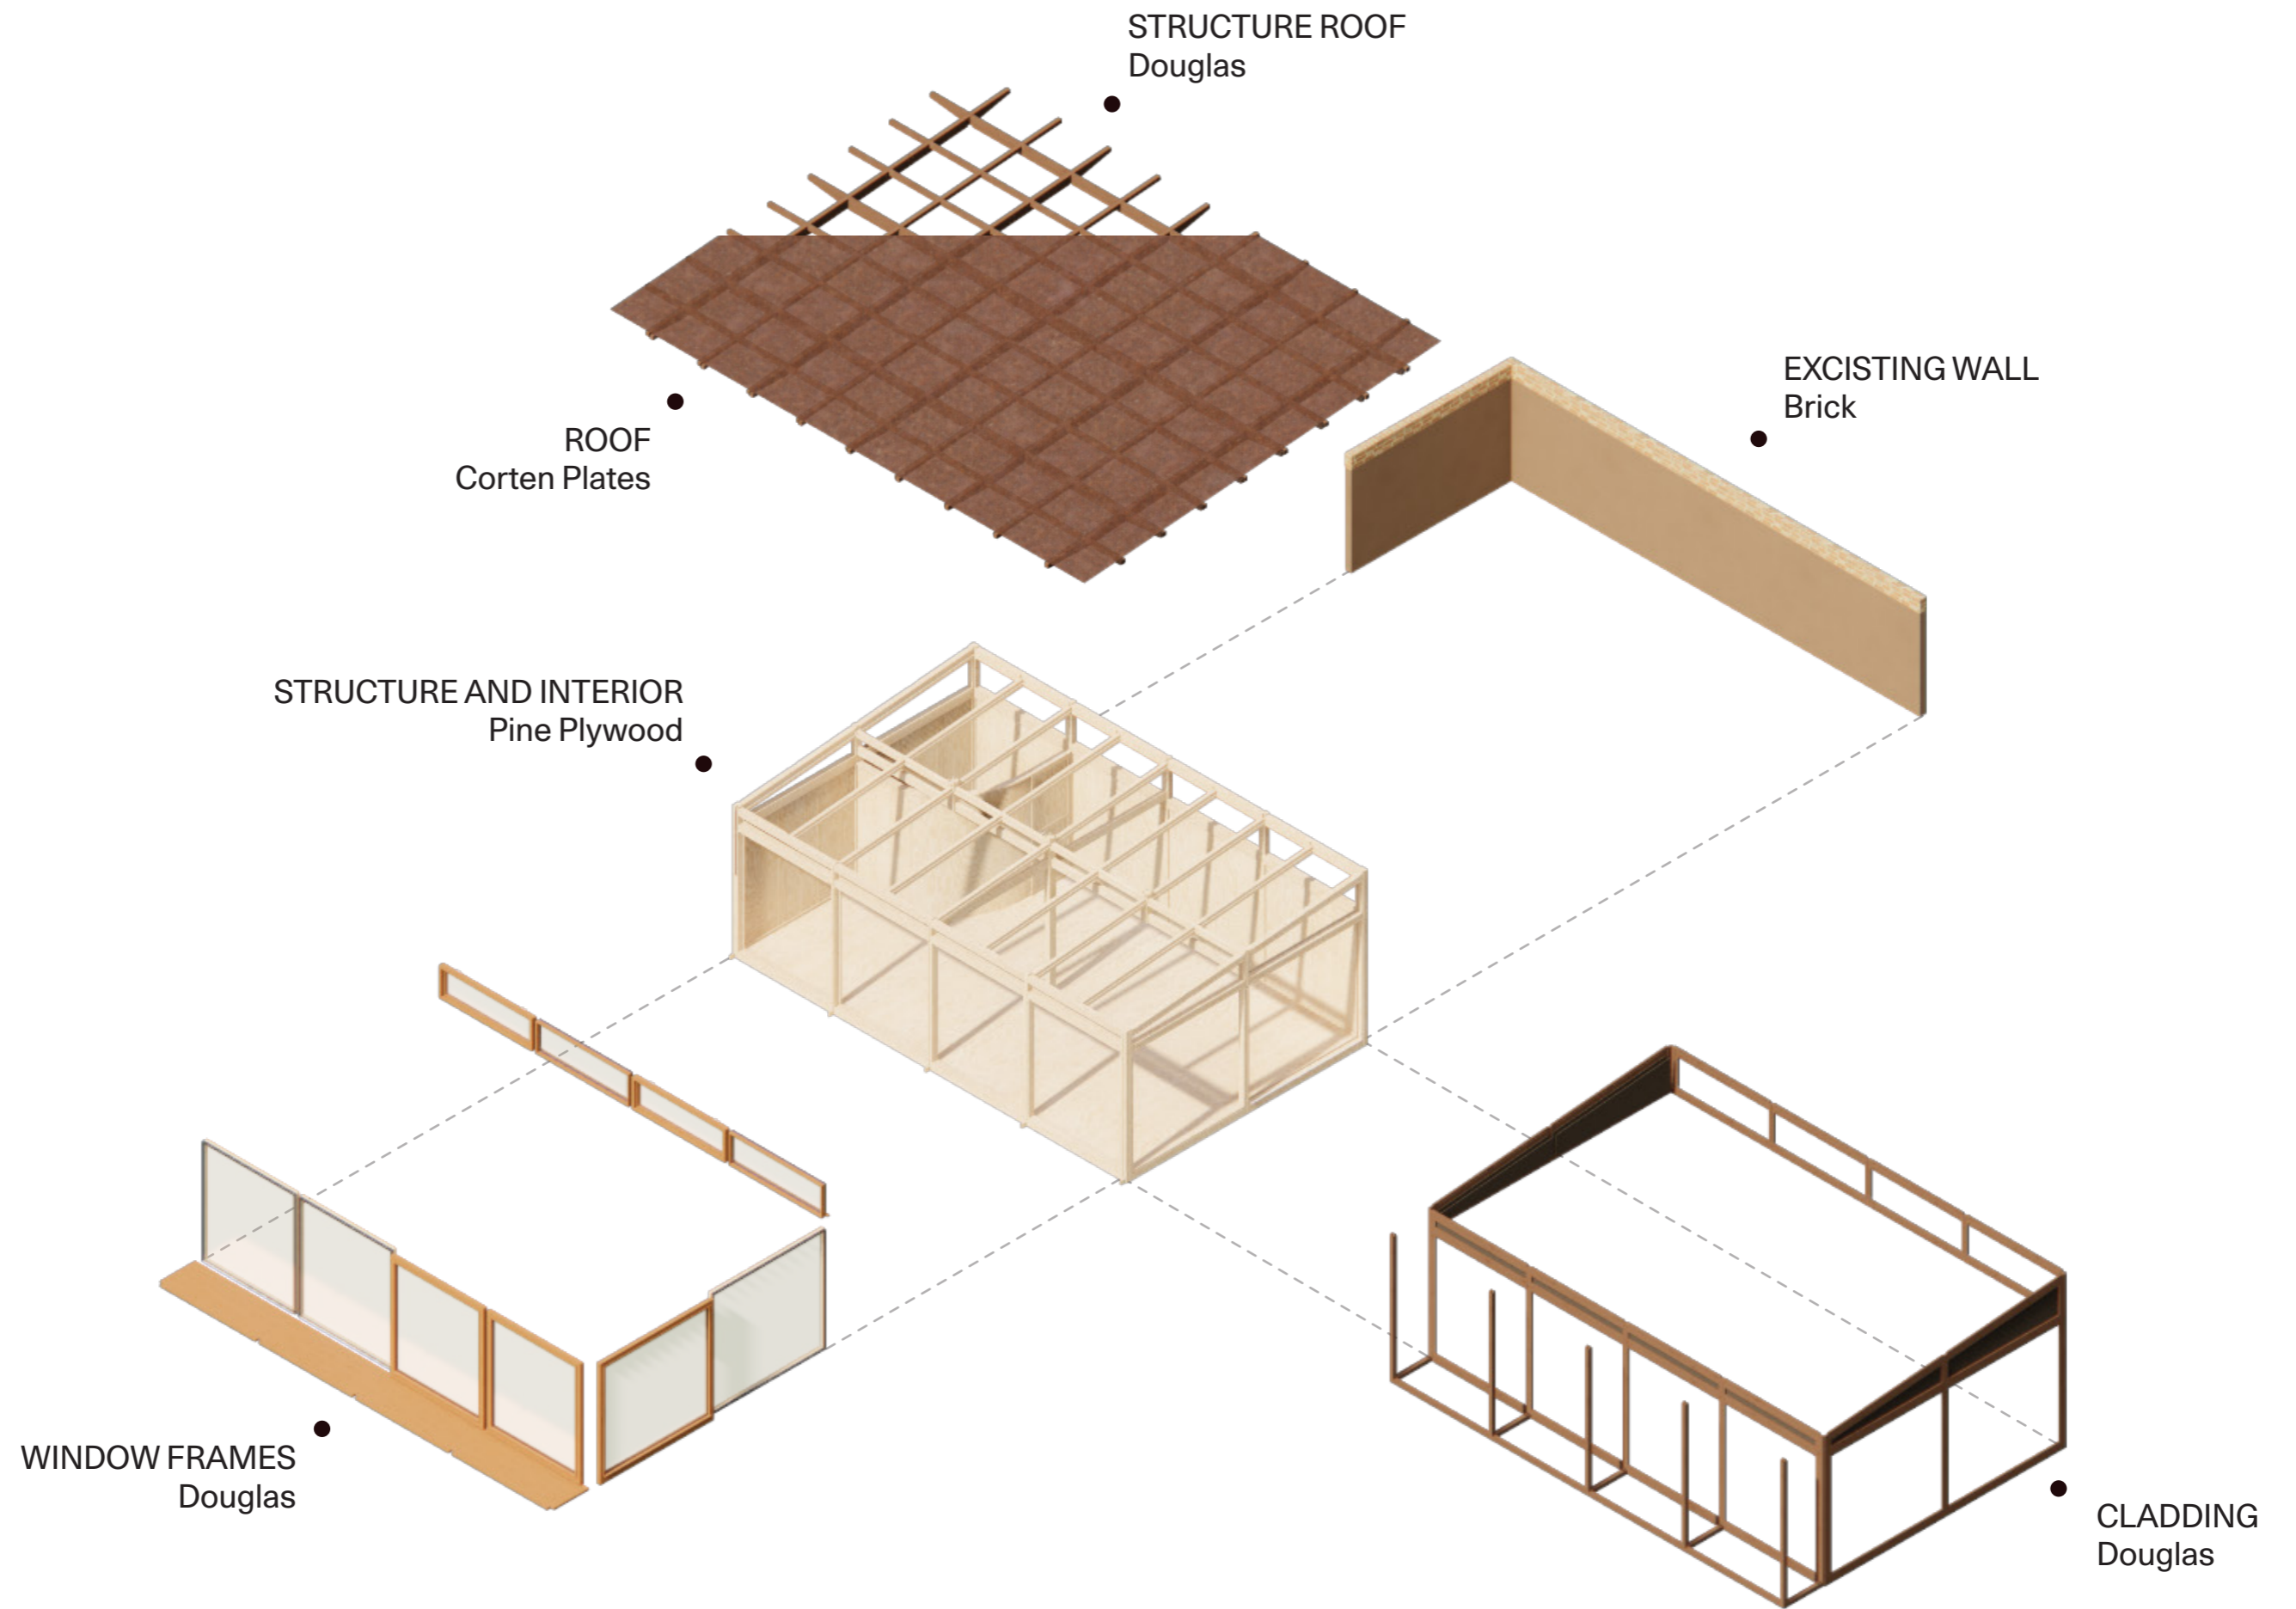 STRUCTURE ROOF
Douglas
EXCISTING WALL
Brick
ROOF
Corten Plates
STRUCTURE AND INTERIOR
Pine Plywood
WINDOW FRAMES
Douglas
CLADDING
Douglas